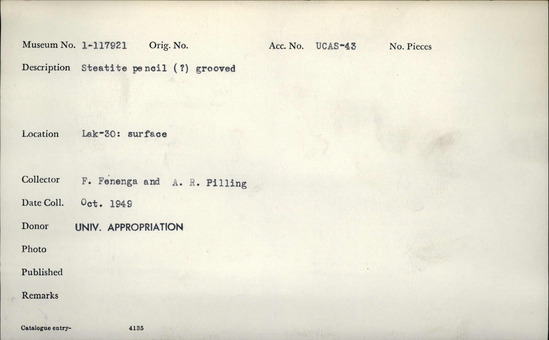 Museum No. 1-117921 Orig. No. Acc. No. UCAS-43 No. Pieces
Description Steatite pencil (?) grooved
Location Lak-30: surface
Collector F. Fenenga and A. R. Pilling
Date Coll. Oct. 1949
Donor UNIV. APPROPRIATION
Photo
Published
Remarks
Catalogue entry- 4135